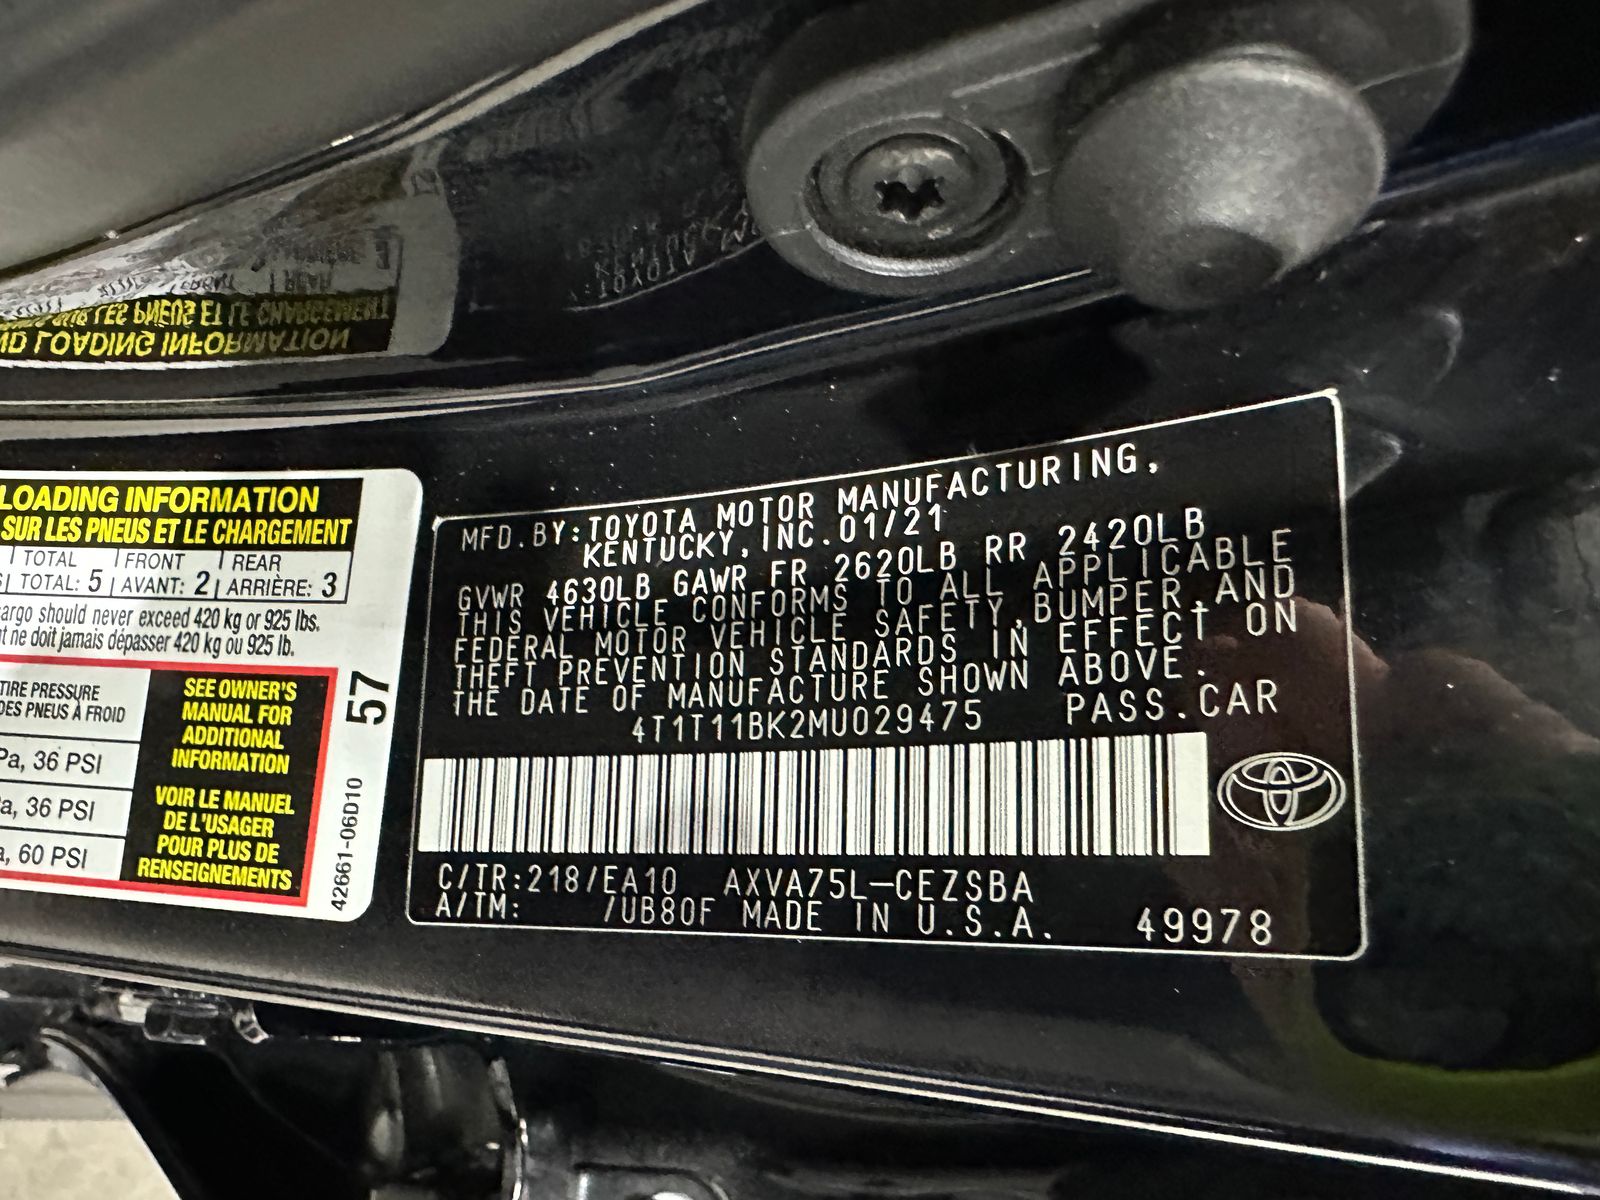 LOADING INFORMATION
SUR LES PNEUS ET LE CHARGEMENT
TOTAL FRONT REAR
TOTAL: 5 AVANT: 2 ARRIÈRE: 3
cargo should never exceed 420 kg or 925 lbs.
nt ne doit jamais dépasser 420 kg ou 925 lb.
TIRE PRESSURE
DES PNEUS À FROID
Pa, 36 PSI
Pa, 36 PSI
a, 60 PSI
SEE OWNER'S
MANUAL FOR
ADDITIONAL
INFORMATION
VOIR LE MANUEL
DE L'USAGER
POUR PLUS DE
RENSEIGNEMENTS
57
42661-06D10
MFD.BY:TOYOTA MOTOR MANUFACTURING,
KENTUCKY,INC.01/21
GVWR 4630LB GAWR FR 2620LB RR 2420LB
THIS VEHICLE CONFORMS TO ALL APPLICABLE
FEDERAL MOTOR VEHICLE SAFETY,BUMPER,AND
THEFT PREVENTION STANDARDS IN EFFECT ON
THE DATE OF MANUFACTURE SHOWN ABOVE.
4T1T11BK2MU029475 PASS.CAR
C/TR:218/EA10 AXVA75L-CEZSBA
A/TM: /UB80F MADE IN U.S.A. 49978